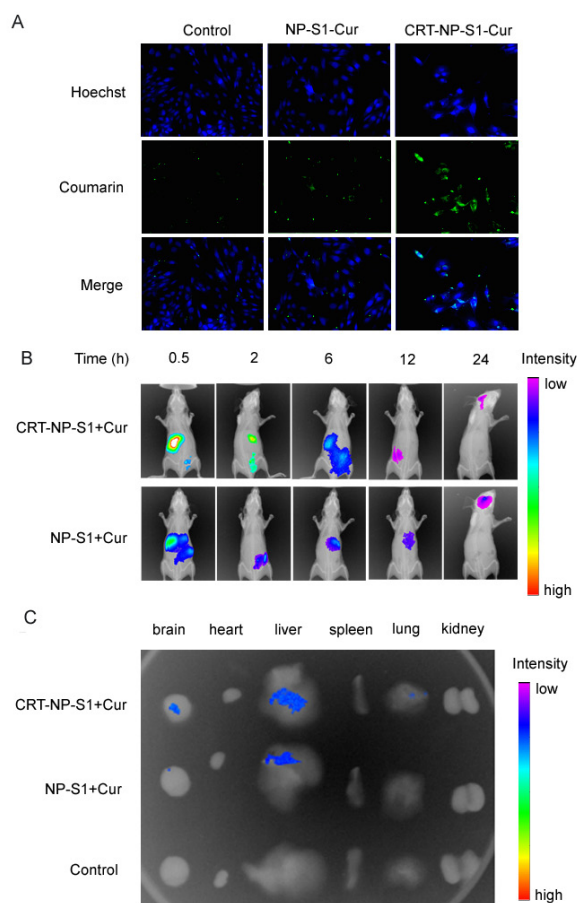 A
Control NP-S1-Cur CRT-NP-S1-Cur
Hoechst
Coumarin
Merge
B Time (h) 0.5 2 6 12 24 Intensity
low
CRT-NP-S1+Cur
NP-S1+Cur
high
C
brain heart liver spleen lung kidney
Intensity
low
CRT-NP-S1+Cur
NP-S1+Cur
Control
high